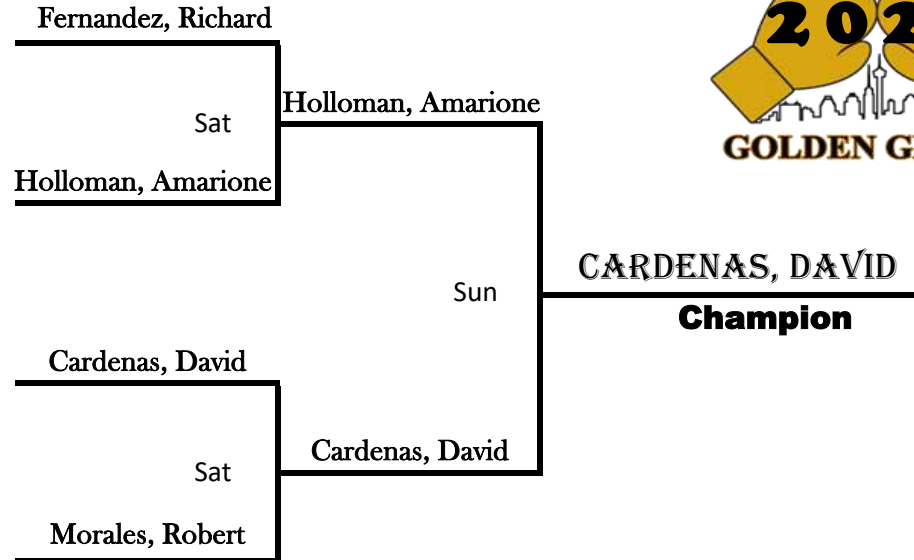 Fernandez, Richard
202
Sat
Holloman, Amarione
GOLDEN
Holloman, Amarione
CARDENAS, DAVID
Sun
Champion
Cardenas, David
Cardenas, David
Sat
Morales, Robert